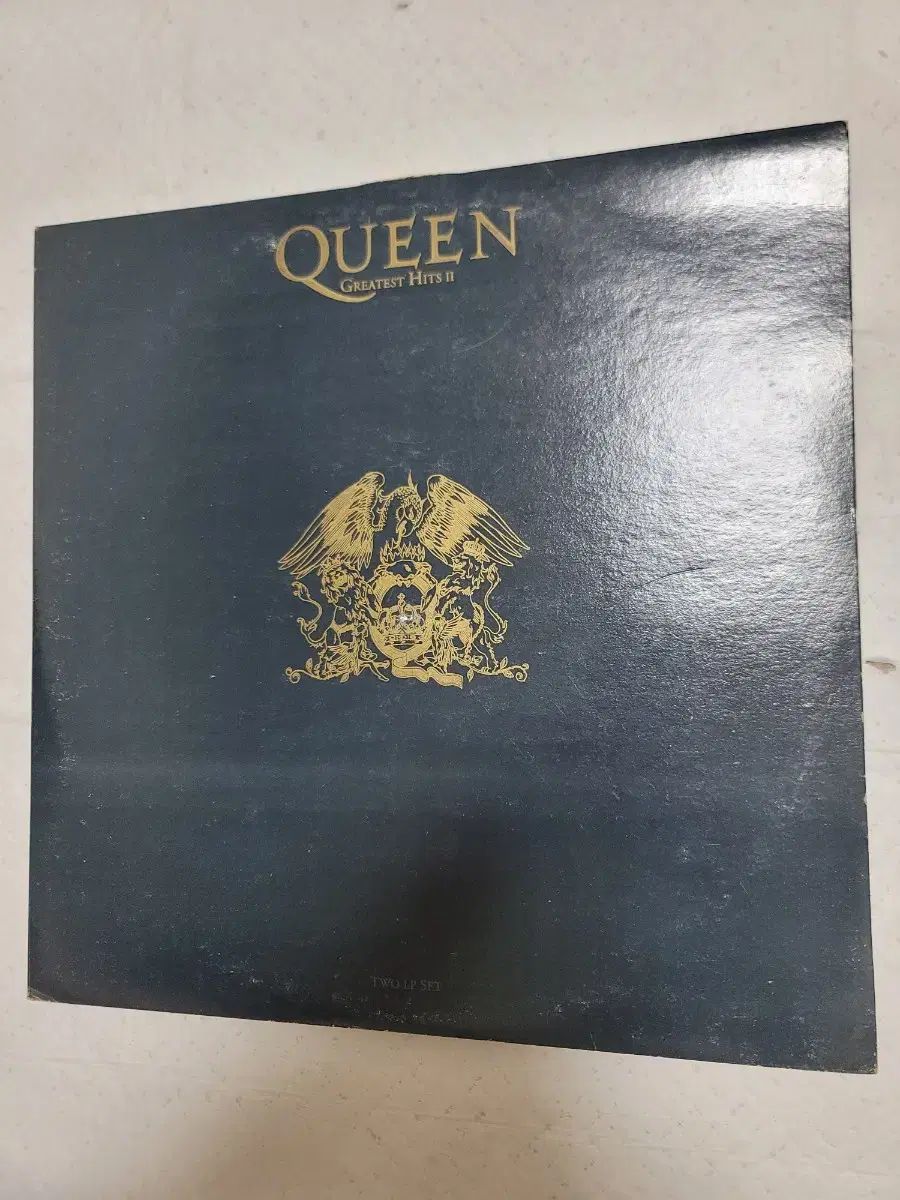 QUEEN
GREATEST HITS II
TWO LP SET